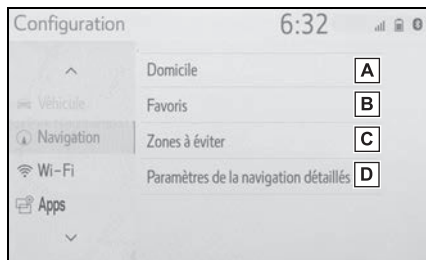 Configuration
6:32
Domicile A
Véhicule
Favoris B
Navigation
Zones à éviter C
Wi-Fi
Paramètres de la navigation détaillés D
Apps